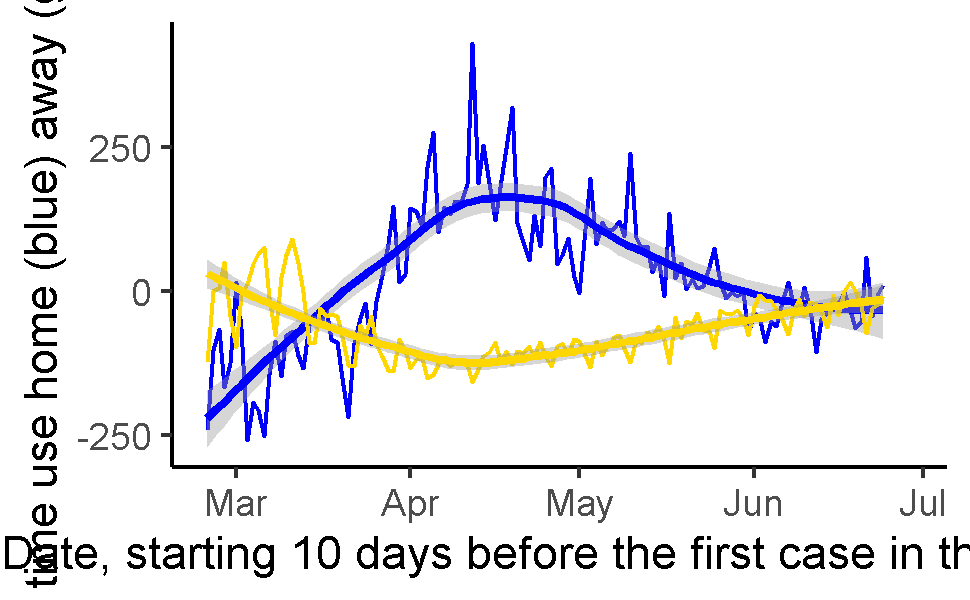 time use home (blue) away (
250
0
-250
Mar Apr May Jun Jul
Date, starting 10 days before the first case in th